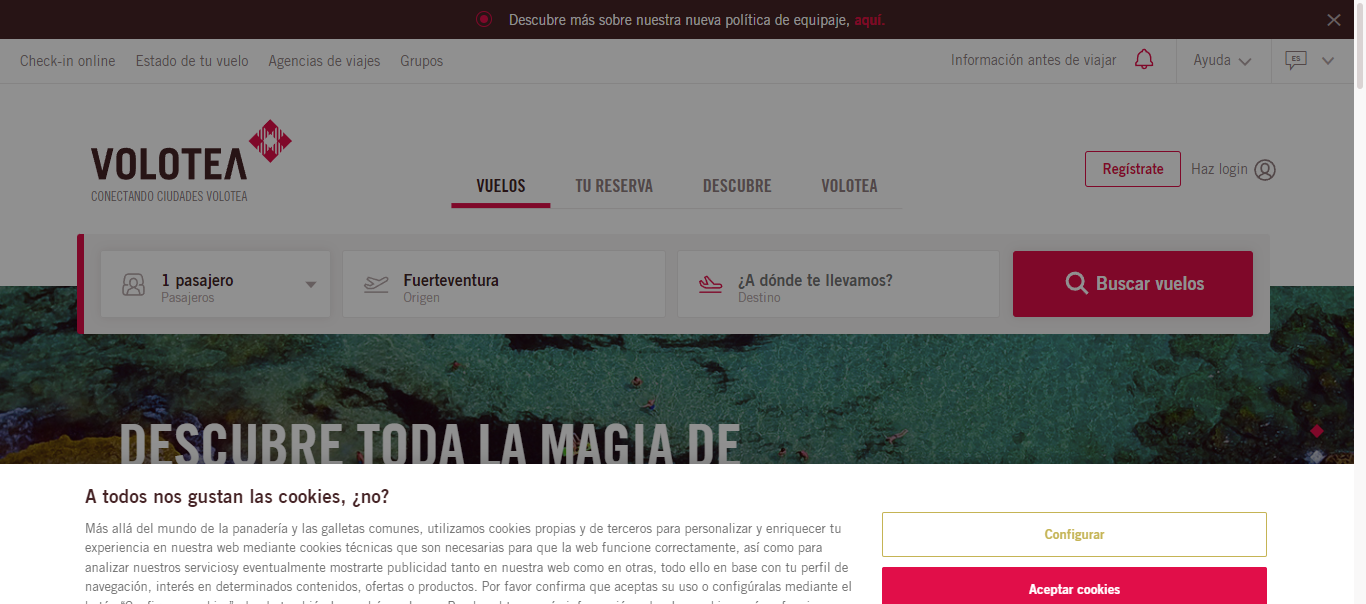 Descubre más sobre nuestra nueva política de equipaje, aquí.
Check-in online Estado de tu vuelo Agencias de viajes Grupos Información antes de viajar Ayuda ES
VOLOTEA
CONECTANDO CIUDADES VOLOTEA
VUELOS TU RESERVA DESCUBRE VOLOTEA
Regístrate Haz login
1 pasajero
Pasajeros
Fuerteventura
Origen
¿A dónde te llevamos?
Destino
Buscar vuelos
DESCUBRE TODA LA MAGIA DE
A todos nos gustan las cookies, ¿no?
Más allá del mundo de la panadería y las galletas comunes, utilizamos cookies propias y de terceros para personalizar y enriquecer tu
experiencia en nuestra web mediante cookies técnicas que son necesarias para que la web funcione correctamente, así como para
analizar nuestros serviciosy eventualmente mostrarte publicidad tanto en nuestra web como en otras, todo ello en base con tu perfil de
navegación, interés en determinados contenidos, ofertas o productos. Por favor confirma que aceptas su uso o configúralas mediante el
Configurar
Aceptar cookies